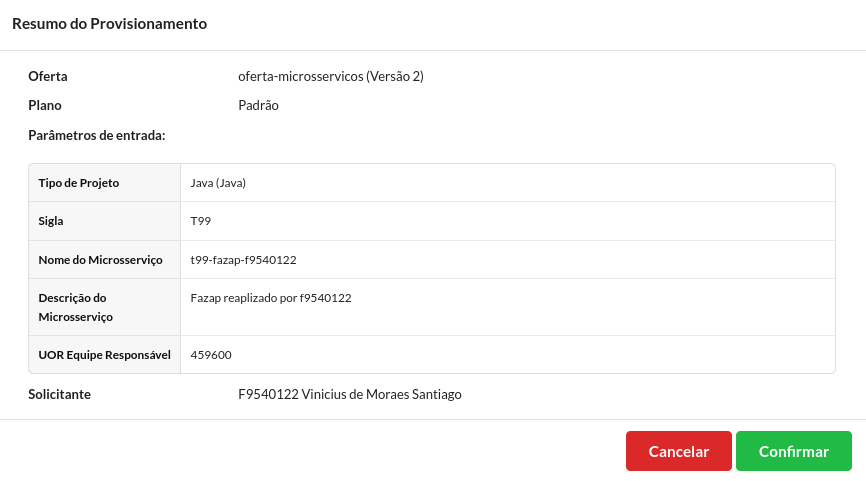 Resumo do Provisionamento
Oferta oferta-microsservicos (Versão 2)
Plano Padrão
Parâmetros de entrada:
Tipo de Projeto Java (Java)
Sigla T99
Nome do Microsserviço t99-fazap-f9540122
Descrição do
Microsserviço Fazap reaplizado por f9540122
UOR Equipe Responsável 459600
Solicitante F9540122 Vinicius de Moraes Santiago
Cancelar Confirmar